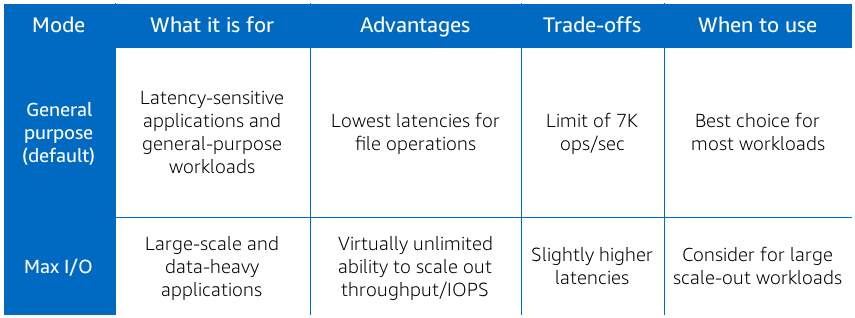 Mode
What it is for
Advantages
Trade-offs
When to use
General
purpose
(default)
Latency-sensitive
applications and
general-purpose
workloads
Lowest latencies for
file operations
Limit of 7K
ops/sec
Best choice for
most workloads
Max I/O
Large-scale and
data-heavy
applications
Virtually unlimited
ability to scale out
throughput/IOPS
Slightly higher
latencies
Consider for large
scale-out workloads